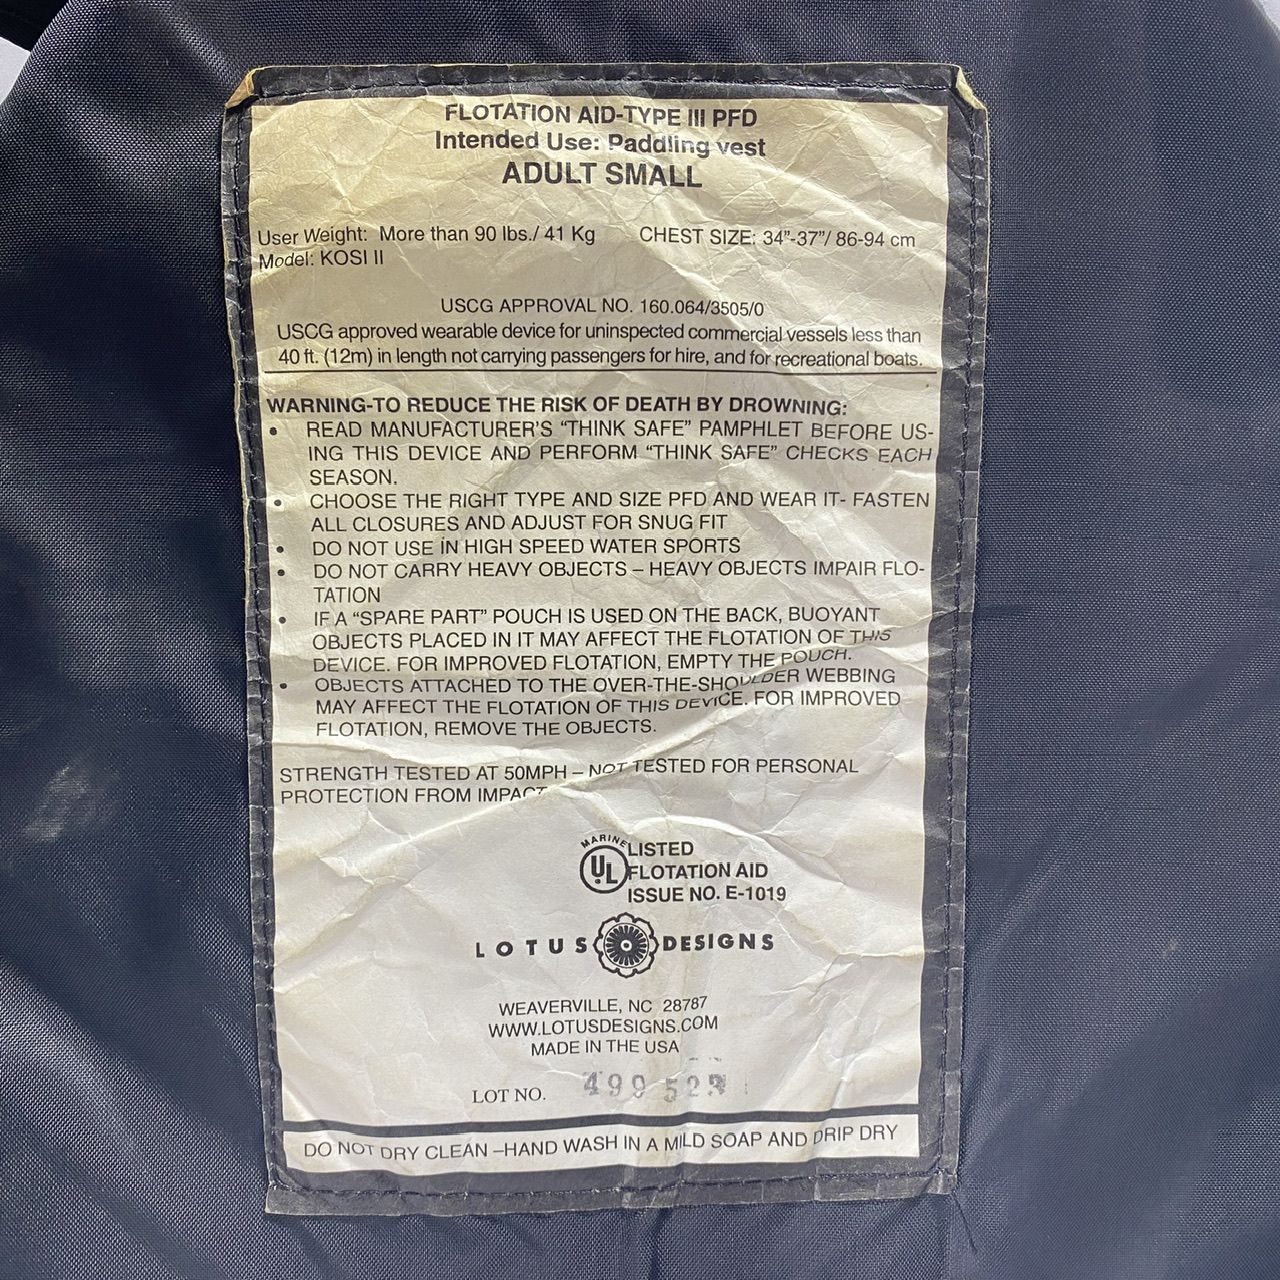 FLOTATION AID-TYPE III PFD
Intended Use: Paddling vest
ADULT SMALL
User Weight: More than 90 lbs./ 41 Kg CHEST SIZE: 34"-37"/ 86-94 cm
Model: KOSI II
USCG APPROVAL NO. 160.064/3505/0
USCG approved wearable device for uninspected commercial vessels less than
40 ft. (12m) in length not carrying passengers for hire, and for recreational boats.
WARNING-TO REDUCE THE RISK OF DEATH BY DROWNING:
• READ MANUFACTURER'S "THINK SAFE" PAMPHLET BEFORE US-
ING THIS DEVICE AND PERFORM "THINK SAFE" CHECKS EACH
SEASON.
• CHOOSE THE RIGHT TYPE AND SIZE PFD AND WEAR IT- FASTEN
ALL CLOSURES AND ADJUST FOR SNUG FIT
• DO NOT USE IN HIGH SPEED WATER SPORTS
• DO NOT CARRY HEAVY OBJECTS – HEAVY OBJECTS IMPAIR FLO-
TATION
• IF A "SPARE PART" POUCH IS USED ON THE BACK, BUOYANT
OBJECTS PLACED IN IT MAY AFFECT THE FLOTATION OF THIS
DEVICE. FOR IMPROVED FLOTATION, EMPTY THE POUCH.
• OBJECTS ATTACHED TO THE OVER-THE-SHOULDER WEBBING
MAY AFFECT THE FLOTATION OF THIS DEVICE. FOR IMPROVED
FLOTATION, REMOVE THE OBJECTS.
STRENGTH TESTED AT 50MPH – NOT TESTED FOR PERSONAL
PROTECTION FROM IMPACT
MARINE
UL
LISTED
FLOTATION AID
ISSUE NO. E-1019
LOTUS DESIGNS
WEAVERVILLE, NC 28787
WWW.LOTUSDESIGNS.COM
MADE IN THE USA
LOT NO. 499
DO NOT DRY CLEAN –HAND WASH IN A MILD SOAP AND DRIP DRY